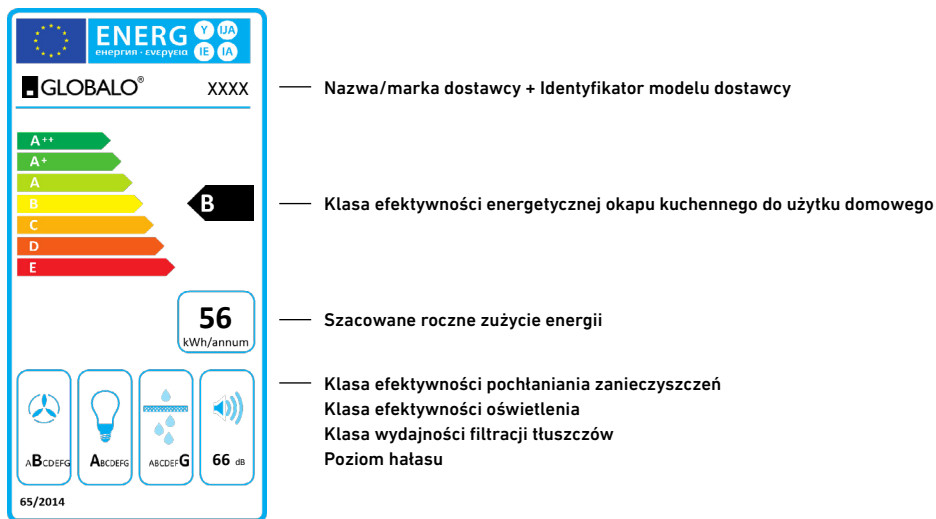 ENERG Y IJA
енергия · ενεργεια IE IA
GLOBALO® XXXX
Nazwa/marka dostawcy + Identyfikator modelu dostawcy
A++
A+
A
B
C
D
E
B
Klasa efektywności energetycznej okapu kuchennego do użytku domowego
56
kWh/annum
Szacowane roczne zużycie energii
Klasa efektywności pochłaniania zanieczyszczeń
Klasa efektywności oświetlenia
Klasa wydajności filtracji tłuszczów
Poziom hałasu
ABCDEFG
ABCDEFG
ABCDEFG
66 dB
65/2014